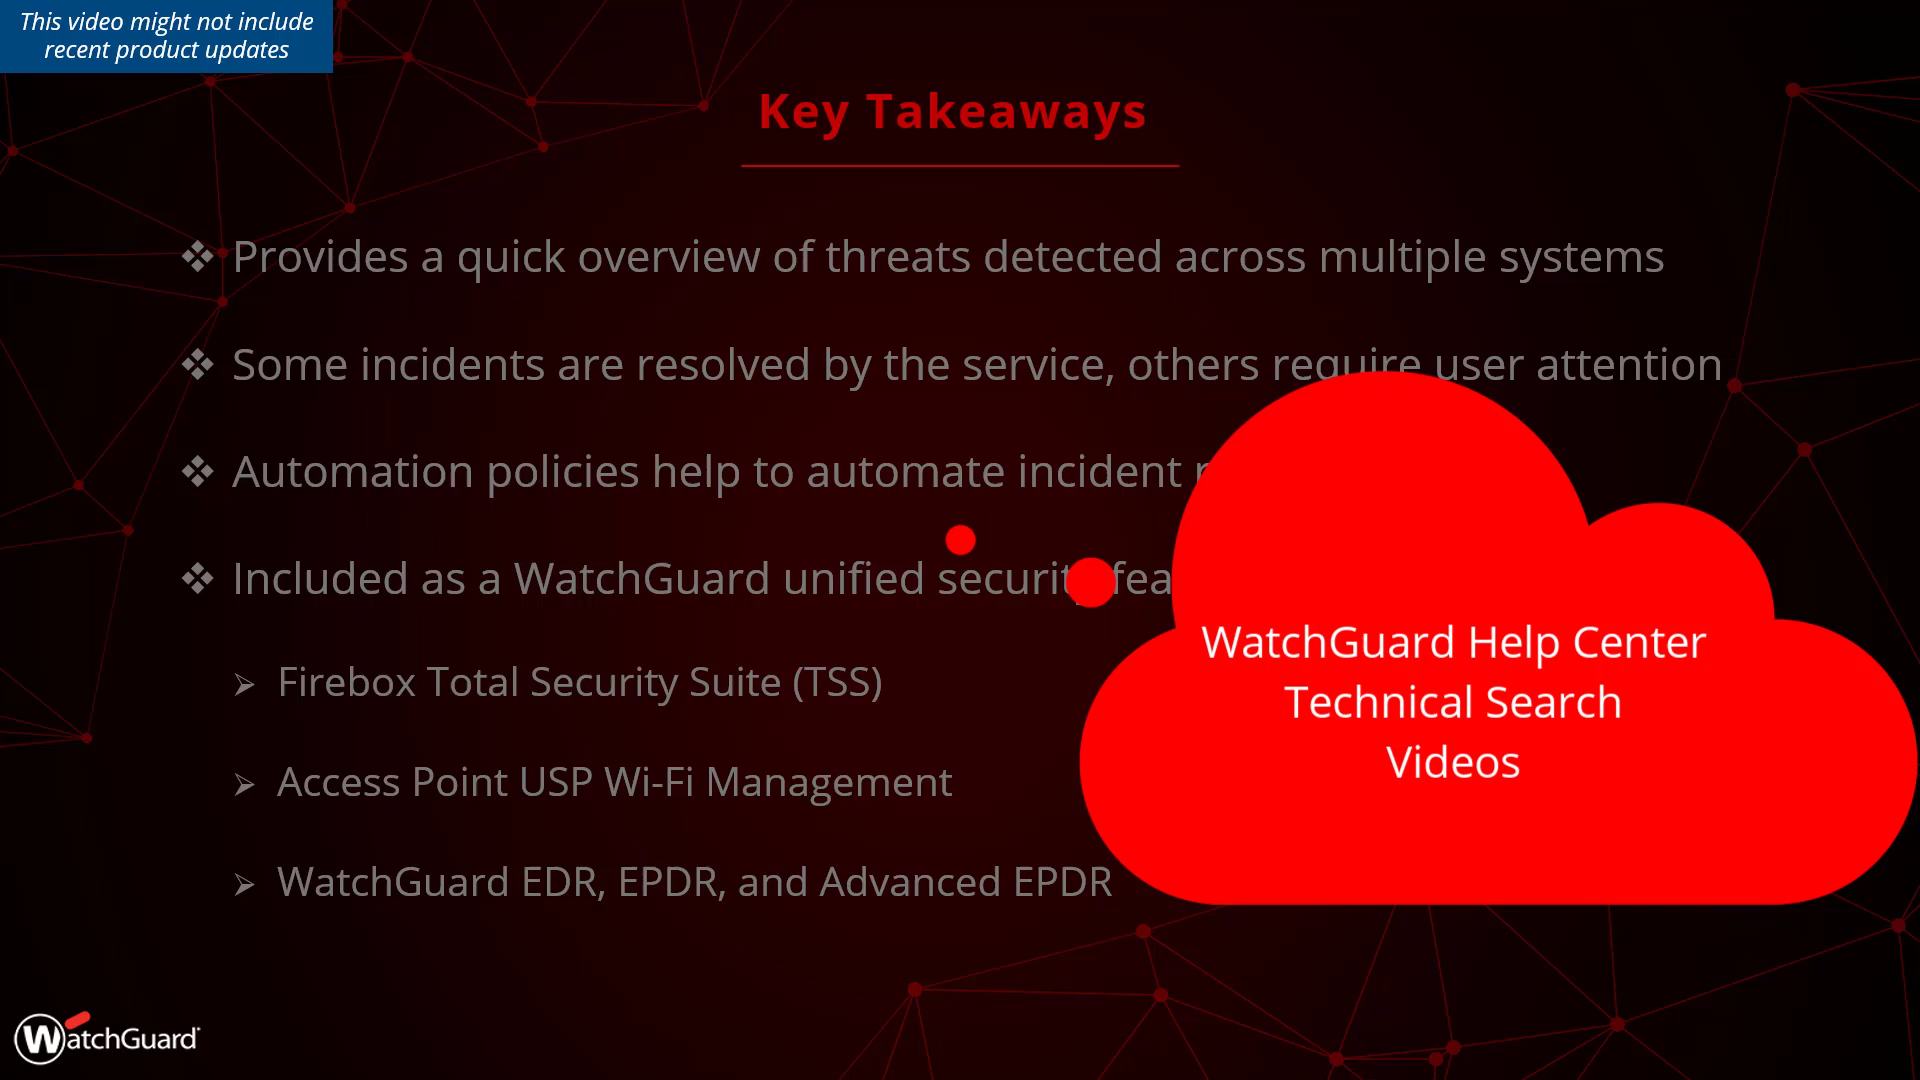 This video might not include
recent product updates
Key Takeaways
Provides a quick overview of threats detected across multiple systems
Some incidents are resolved by the service, others require user attention
Automation policies help to automate incident
Included as a WatchGuard unified security
Firebox Total Security Suite (TSS)
Access Point USP Wi-Fi Management
WatchGuard EDR, EPDR, and Advanced EPDR
WatchGuard Help Center
Technical Search
Videos
WatchGuard